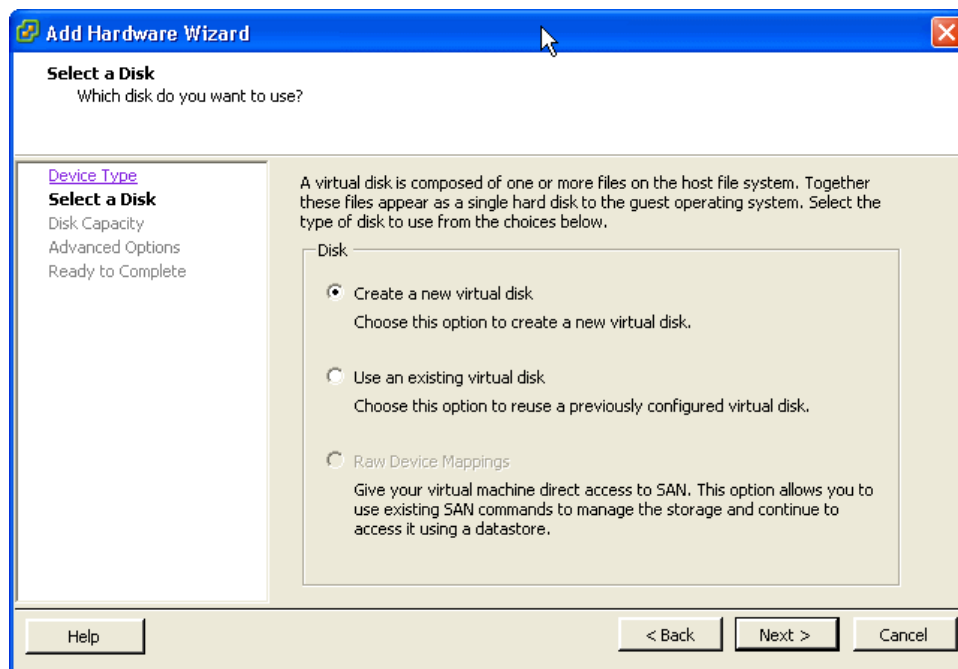 Add Hardware Wizard
Select a Disk
Which disk do you want to use?
Device Type
Select a Disk
Disk Capacity
Advanced Options
Ready to Complete
A virtual disk is composed of one or more files on the host file system. Together
these files appear as a single hard disk to the guest operating system. Select the
type of disk to use from the choices below.
Disk
Create a new virtual disk
Choose this option to create a new virtual disk.
Use an existing virtual disk
Choose this option to reuse a previously configured virtual disk.
Raw Device Mappings
Give your virtual machine direct access to SAN. This option allows you to
use existing SAN commands to manage the storage and continue to
access it using a datastore.
Help
< Back
Next >
Cancel